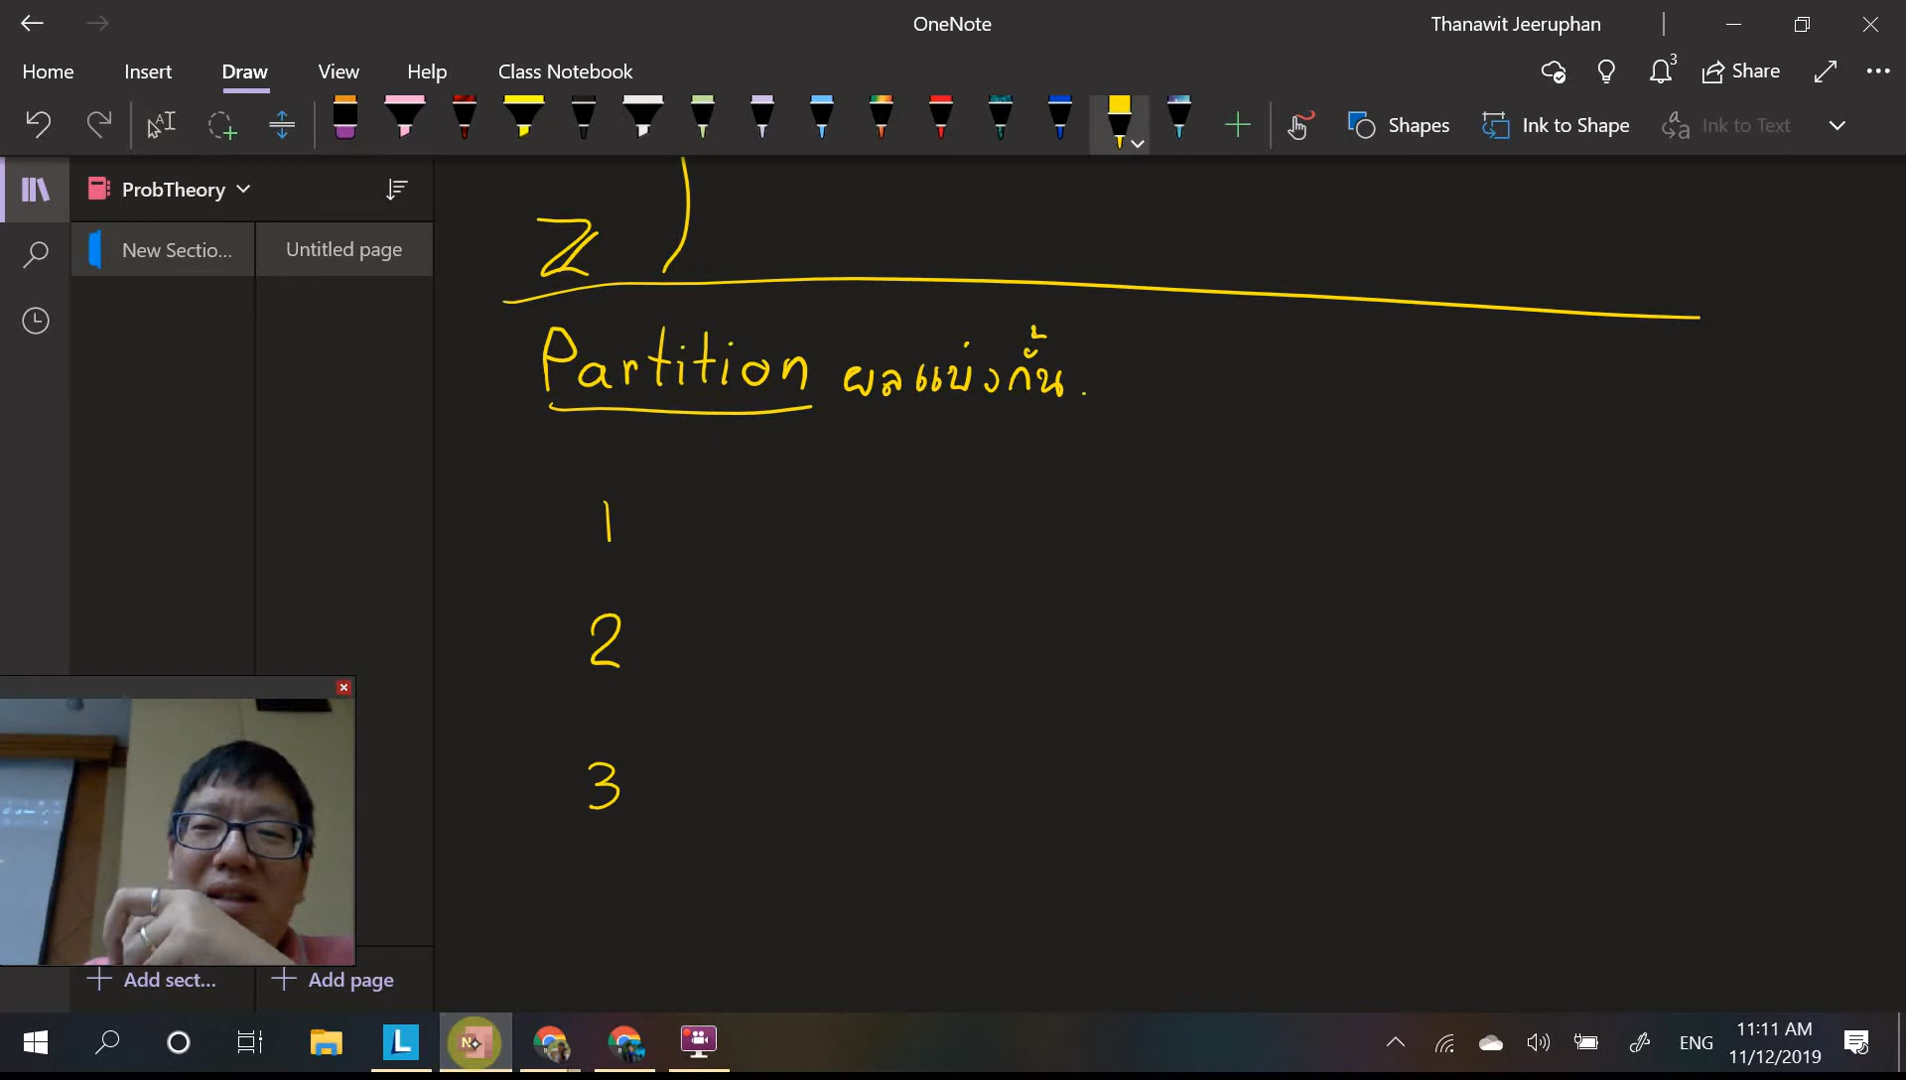 OneNote
Thanawit Jeeruphan
Home Insert Draw View Help Class Notebook
3
Share
Shapes
Ink to Shape
Ink to Text
ProbTheory
New Sectio...
Untitled page
Z )
Partition ผลแบ่งกั้น.
1
2
3
Add sect...
Add page
ENG
11:11 AM
11/12/2019